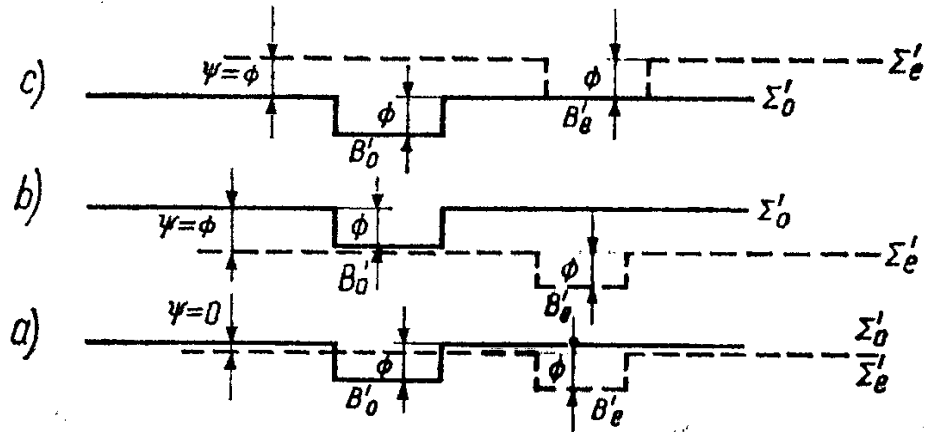 c) ψ=ϕ ϕ B'₀ ϕ B'ₑ Σ'ₑ Σ'₀
b) ψ=ϕ ϕ B'₀ ϕ B'ₑ Σ'₀ Σ'ₑ
a) ψ=0 ϕ B'₀ ϕ B'ₑ Σ'₀ Σ'ₑ